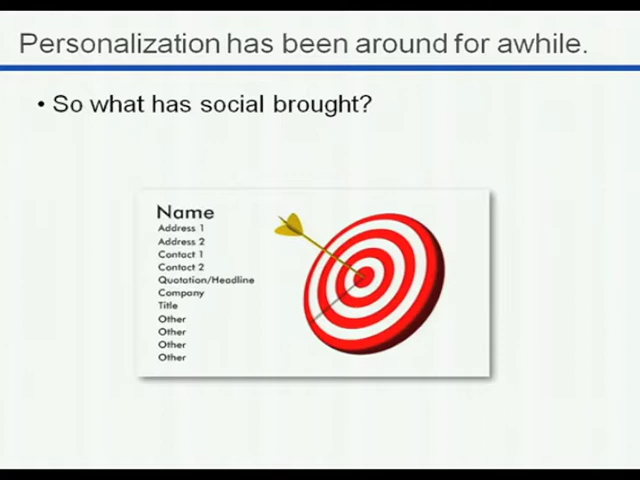 Personalization has been around for awhile.
• So what has social brought?
Name
Address 1
Address 2
Contact 1
Contact 2
Quotation/Headline
Company
Title
Other
Other
Other
Other